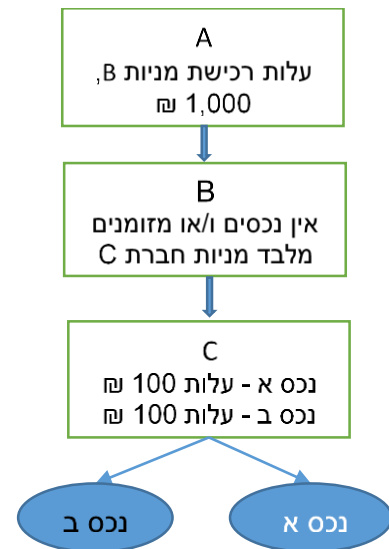 A
עלות רכישת מניות B,
1,000 ₪
B
אין נכסים ו/או מזומנים
מלבד מניות חברת C
C
נכס א - עלות 100 ₪
נכס ב - עלות 100 ₪
נכס א
נכס ב